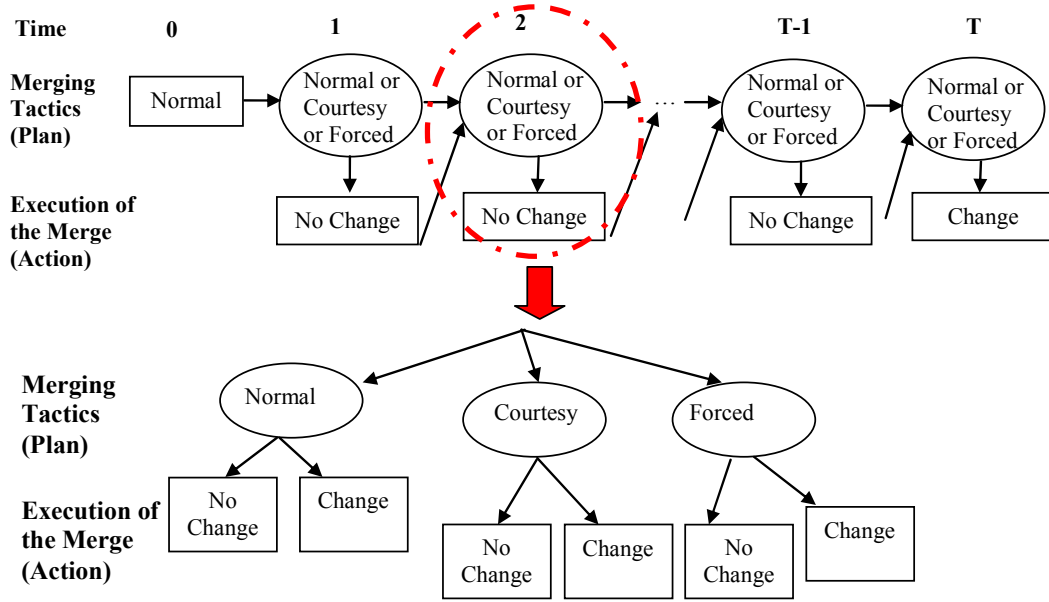 Time 0 1 2 T-1 T
Merging
Tactics
(Plan)
Normal
Normal or
Courtesy
or Forced
Normal or
Courtesy
or Forced
...
Normal or
Courtesy
or Forced
Normal or
Courtesy
or Forced
Execution of
the Merge
(Action)
No Change
No Change
No Change
Change
Merging
Tactics
(Plan)
Normal
Courtesy
Forced
Execution of
the Merge
(Action)
No
Change
Change
No
Change
Change
No
Change
Change